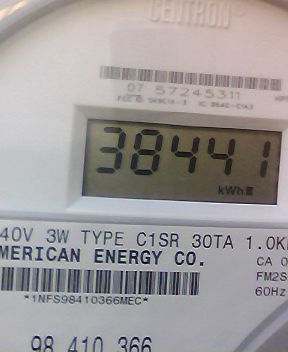 CENTRON®
07 57245311
38441
kWh
40V 3W TYPE C1SR 30TA 1.0K
MERICAN ENERGY CO.
CA 0
FM2S
60Hz
*1NFS98410366MEC*
98 410 366